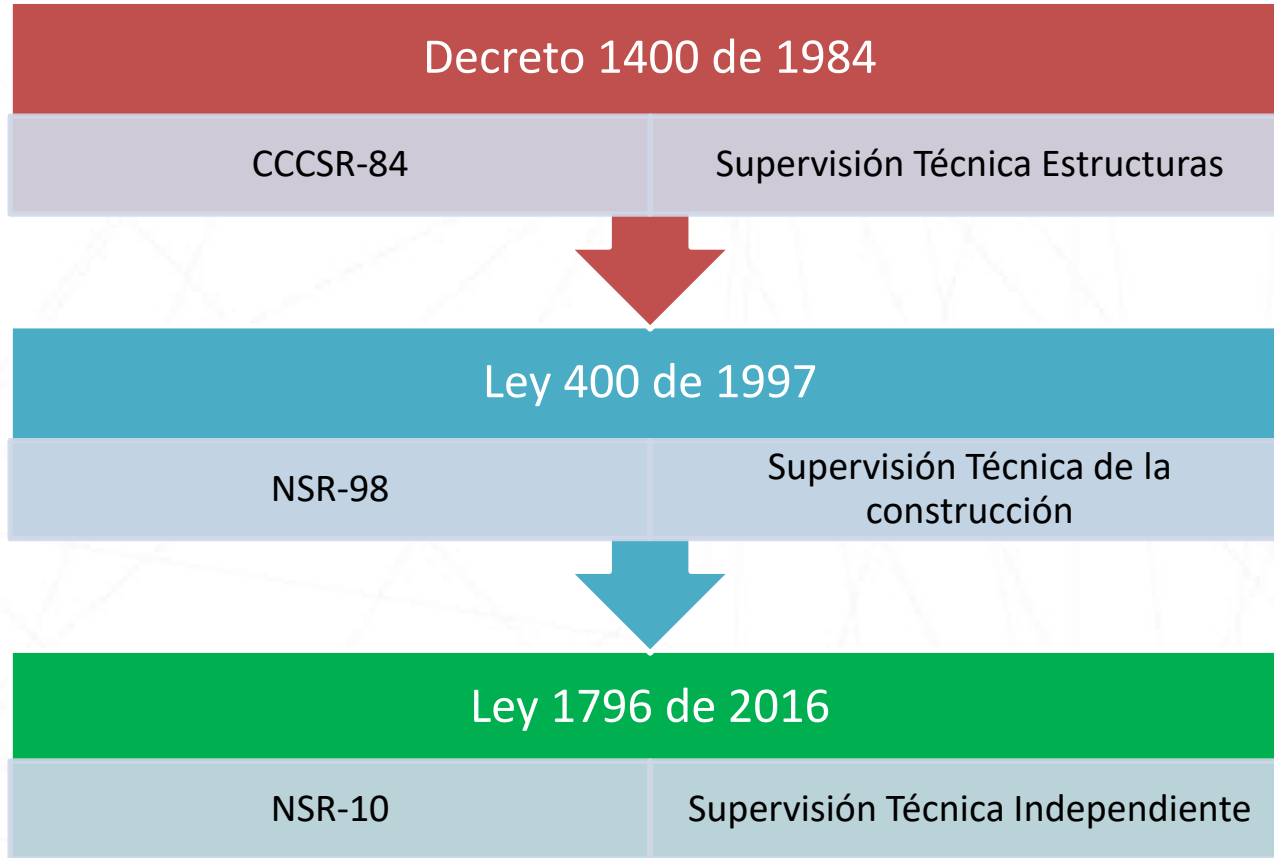 Decreto 1400 de 1984
CCCSR-84
Supervisión Técnica Estructuras
Ley 400 de 1997
NSR-98
Supervisión Técnica de la
construcción
Ley 1796 de 2016
NSR-10
Supervisión Técnica Independiente